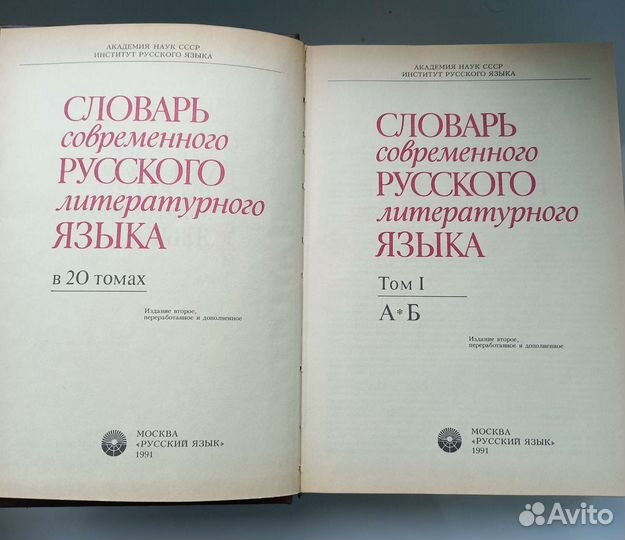 АКАДЕМИЯ НАУК СССР
ИНСТИТУТ РУССКОГО ЯЗЫКА
СЛОВАРЬ
современного
РУССКОГО
литературного
ЯЗЫКА
в 20 томах
Издание второе,
переработанное и дополненное
МОСКВА
«РУССКИЙ ЯЗЫК»
1991
АКАДЕМИЯ НАУК СССР
ИНСТИТУТ РУССКОГО ЯЗЫКА
СЛОВАРЬ
современного
РУССКОГО
литературного
ЯЗЫКА
Том I
А*Б
Издание второе,
переработанное и дополненное
МОСКВА
«РУССКИЙ ЯЗЫК»
1991
Avito